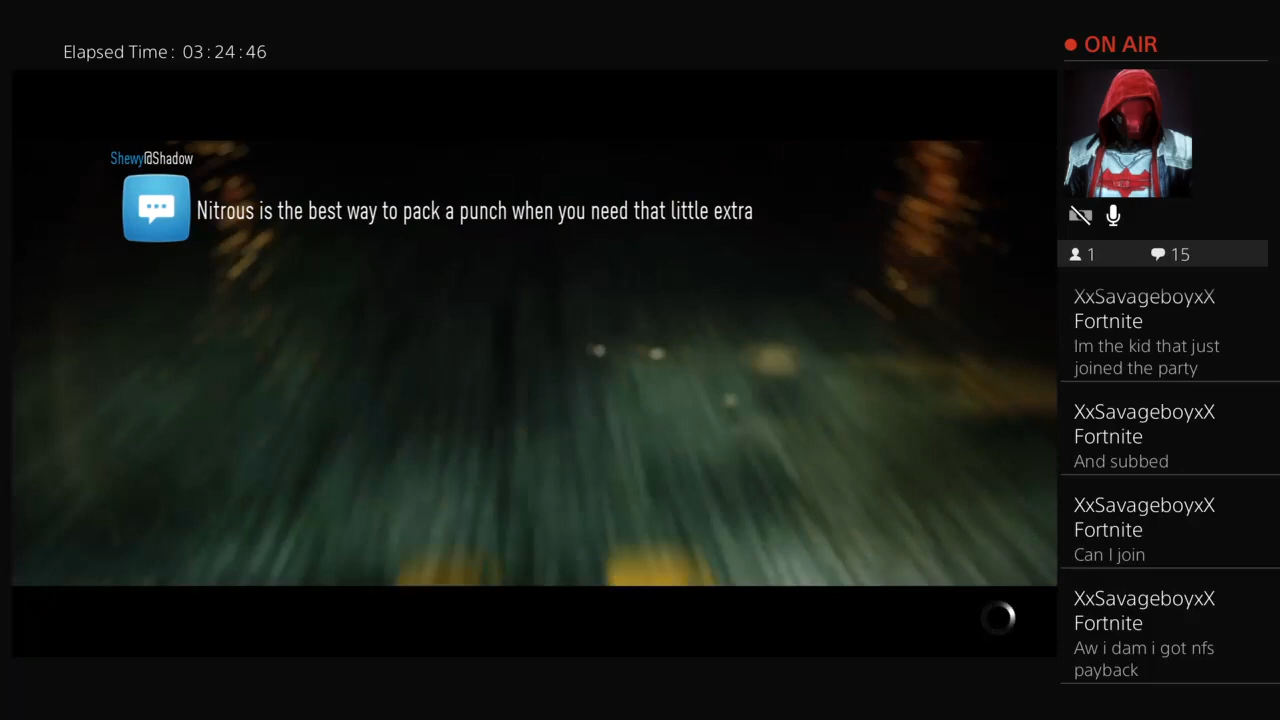 Elapsed Time: 03:24:46
ON AIR
Shewy@Shadow
Nitrous is the best way to pack a punch when you need that little extra
1
15
XxSavageboyxX
Fortnite
Im the kid that just
joined the party
XxSavageboyxX
Fortnite
And subbed
XxSavageboyxX
Fortnite
Can I join
XxSavageboyxX
Fortnite
Aw i dam i got nfs
payback